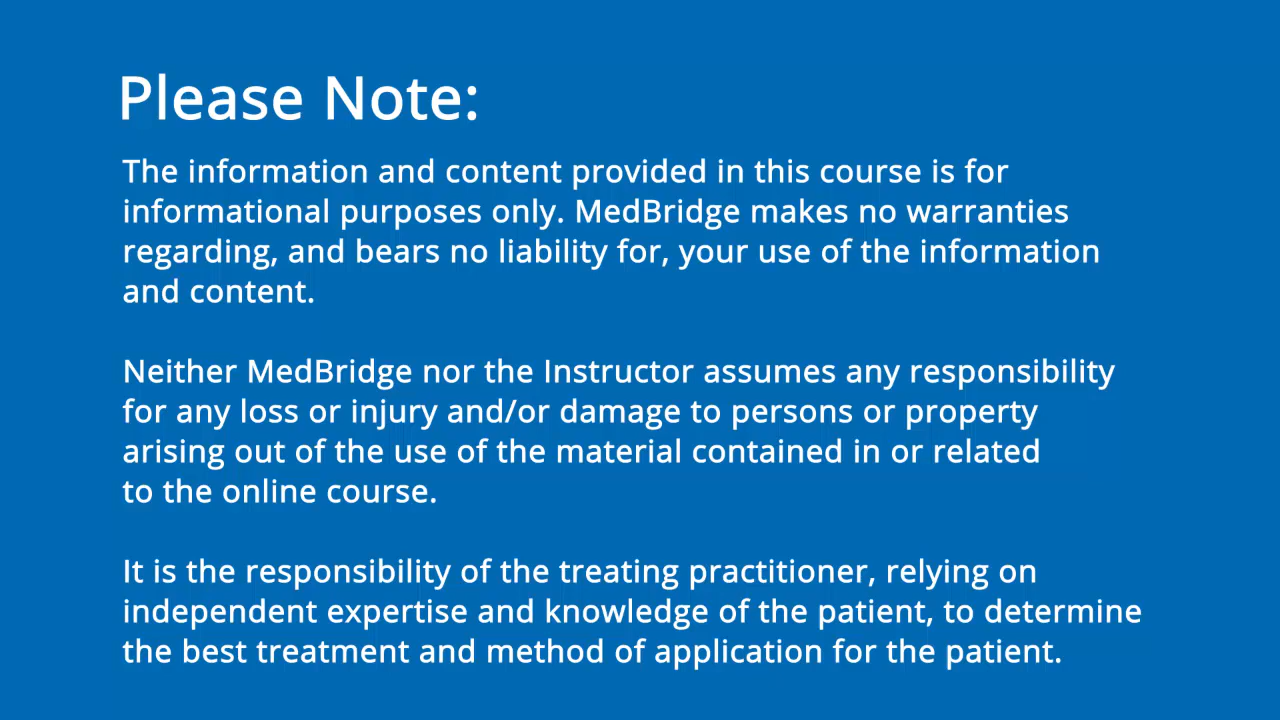 Please Note:
The information and content provided in this course is for
informational purposes only. MedBridge makes no warranties
regarding, and bears no liability for, your use of the information
and content.
Neither MedBridge nor the Instructor assumes any responsibility
for any loss or injury and/or damage to persons or property
arising out of the use of the material contained in or related
to the online course.
It is the responsibility of the treating practitioner, relying on
independent expertise and knowledge of the patient, to determine
the best treatment and method of application for the patient.